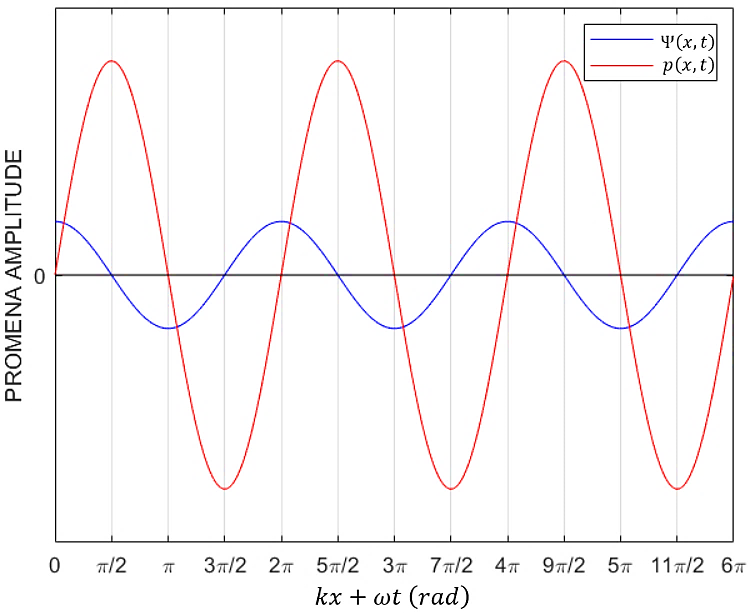 Ψ(x, t)
p(x, t)
PROMENA AMPLITUDE
0
0 π/2 π 3π/2 2π 5π/2 3π 7π/2 4π 9π/2 5π 11π/2 6π
kx + ωt (rad)